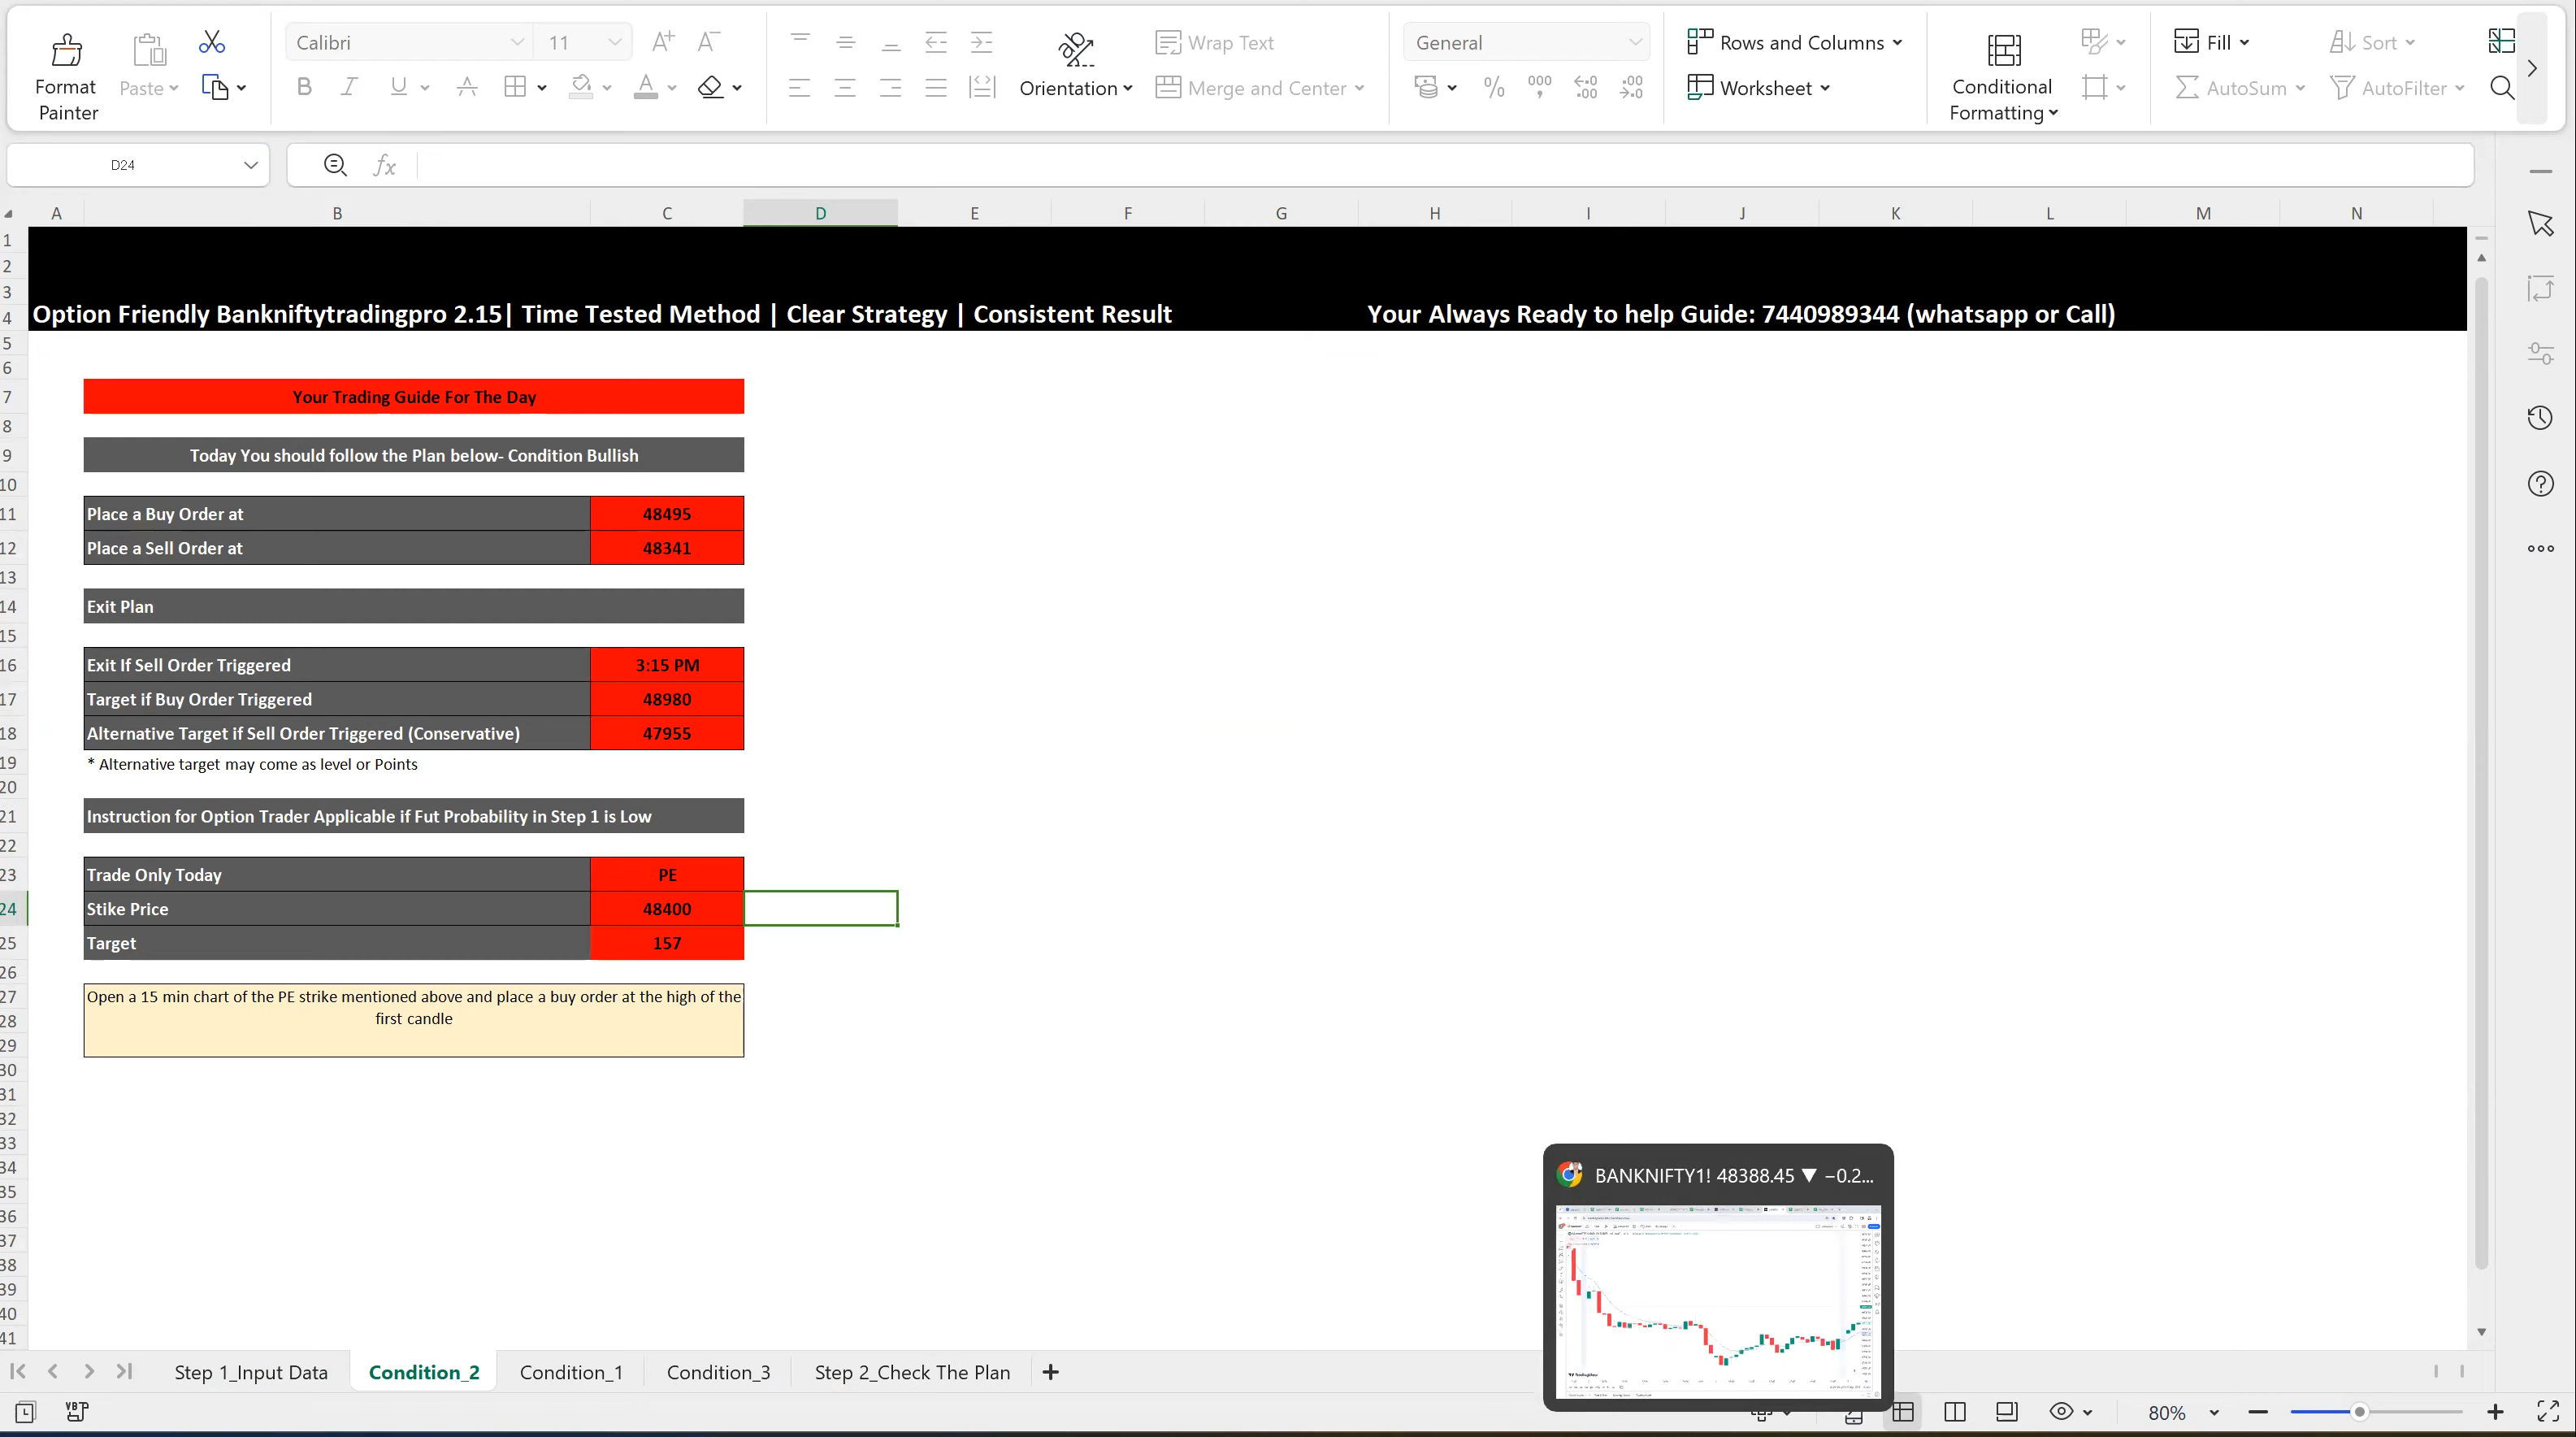 Format Painter
Paste
Calibri
11
A+ A-
B I U A
Orientation
Wrap Text
Merge and Center
General
Rows and Columns
Worksheet
Conditional Formatting
Fill
Sort
AutoSum
AutoFilter
D24
fx
A B C D E F G H I J K L M N
Option Friendly Bankniftytradingpro 2.15| Time Tested Method | Clear Strategy | Consistent Result
Your Always Ready to help Guide: 7440989344 (whatsapp or Call)
Your Trading Guide For The Day
Today You should follow the Plan below- Condition Bullish
Place a Buy Order at 48495
Place a Sell Order at 48341
Exit Plan
Exit If Sell Order Triggered 3:15 PM
Target if Buy Order Triggered 48980
Alternative Target if Sell Order Triggered (Conservative) 47955
* Alternative target may come as level or Points
Instruction for Option Trader Applicable if Fut Probability in Step 1 is Low
Trade Only Today PE
Stike Price 48400
Target 157
Open a 15 min chart of the PE strike mentioned above and place a buy order at the high of the
first candle
BANKNIFTY1! 48388.45 ▼ −0.2...
Step 1_Input Data
Condition_2
Condition_1
Condition_3
Step 2_Check The Plan
80%